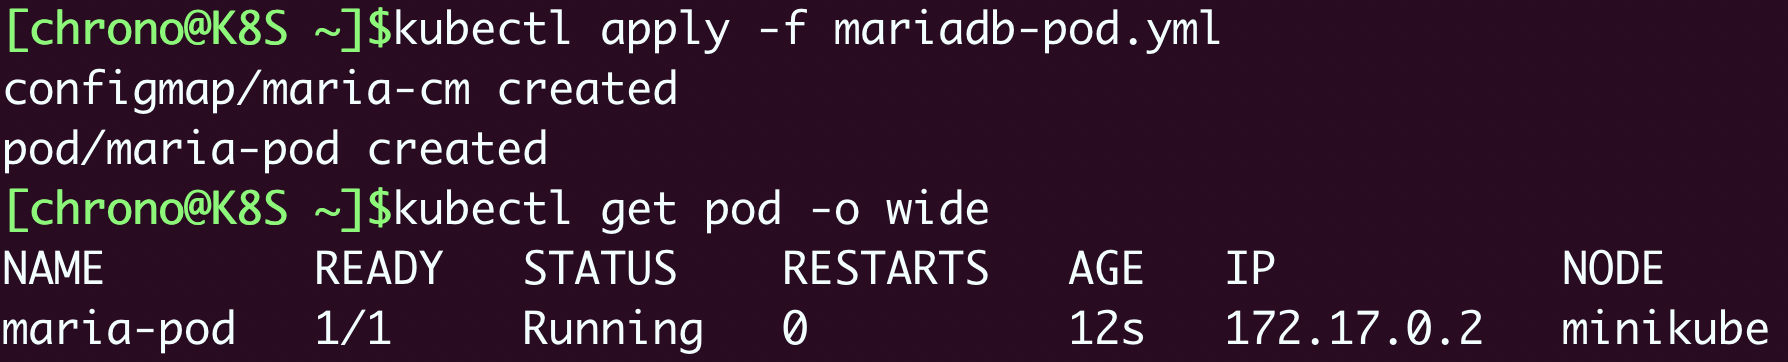 [chrono@K8S ~]$kubectl apply -f mariadb-pod.yml
configmap/maria-cm created
pod/maria-pod created
[chrono@K8S ~]$kubectl get pod -o wide
NAME        READY   STATUS    RESTARTS   AGE   IP           NODE
maria-pod   1/1     Running   0          12s   172.17.0.2   minikube